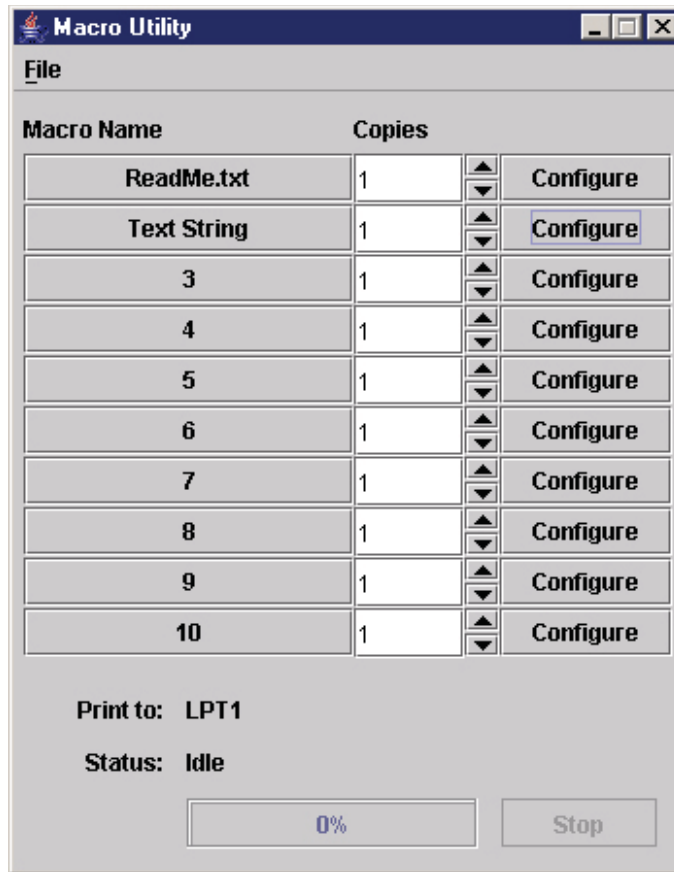 Macro Utility
File
Macro Name Copies
ReadMe.txt 1 Configure
Text String 1 Configure
3 1 Configure
4 1 Configure
5 1 Configure
6 1 Configure
7 1 Configure
8 1 Configure
9 1 Configure
10 1 Configure
Print to: LPT1
Status: Idle
0% Stop